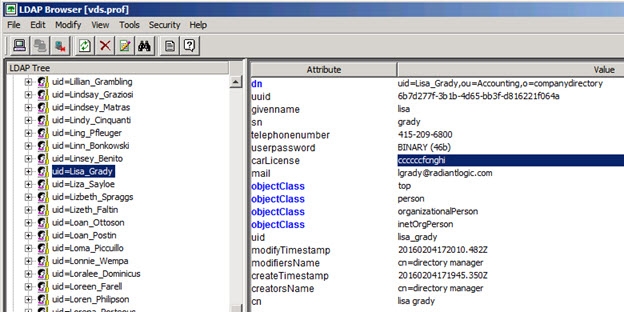 LDAP Browser [vds.prof]
File Edit View Tools Security Help
LDAP Tree
uid=Lillian_Grambling
uid=Lindsay_Graziosi
uid=Lindsey_Matras
uid=Lindy_Cinquanti
uid=Ling_Pfleuger
uid=Linn_Bonkowski
uid=Linsey_Benito
uid=Lisa_Grady
uid=Liza_Sayloe
uid=Lizbeth_Spraggs
uid=Lizeth_Faltin
uid=Loan_Ottoson
uid=Loan_Postin
uid=Loma_Piccuillo
uid=Lonnie_Wempa
uid=Loralee_Dominicus
uid=Loreen_Farell
uid=Loren_Philipson
Attribute Value
dn uid=Lisa_Grady,ou=Accounting,o=companydirectory
uuid 6b7d277f-3b1b-4d65-bb3f-d816221f064a
givenname lisa
sn grady
telephonenumber 415-209-6800
userpassword BINARY (46b)
carLicense ccccccfcnghi
mail lgrady@radiantlogic.com
objectClass top
objectClass person
objectClass organizationalPerson
objectClass inetOrgPerson
uid lisa_grady
modifyTimestamp 20160204172010.482Z
modifiersName cn=directory manager
createTimestamp 20160204171945.350Z
creatorsName cn=directory manager
cn lisa grady